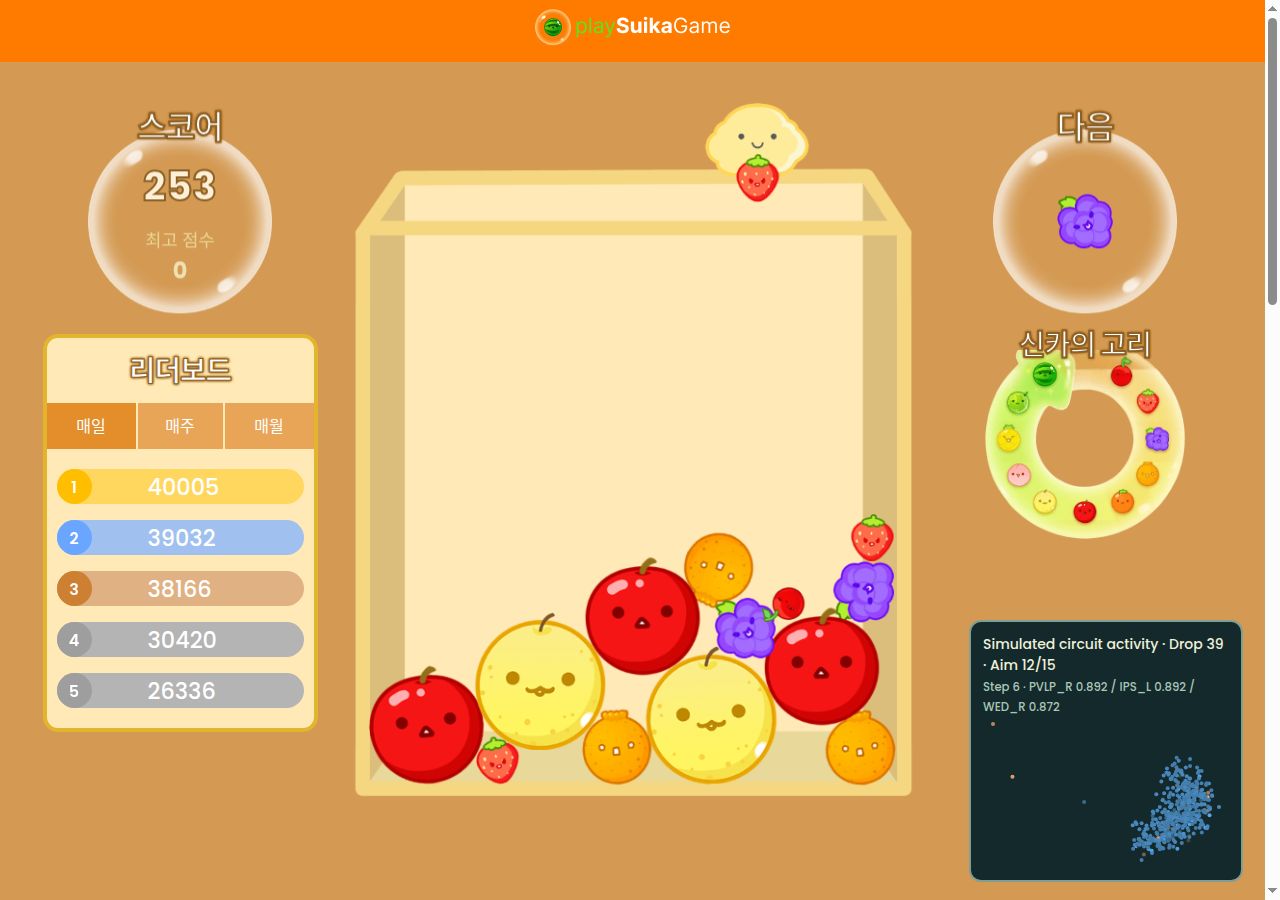 playSuikaGame
스코어
253
최고 점수
0
리더보드
매일 매주 매월
1 40005
2 39032
3 38166
4 30420
5 26336
다음
신카의 고리
Simulated circuit activity · Drop 39
· Aim 12/15
Step 6 · PVLP_R 0.892 / IPS_L 0.892 /
WED_R 0.872